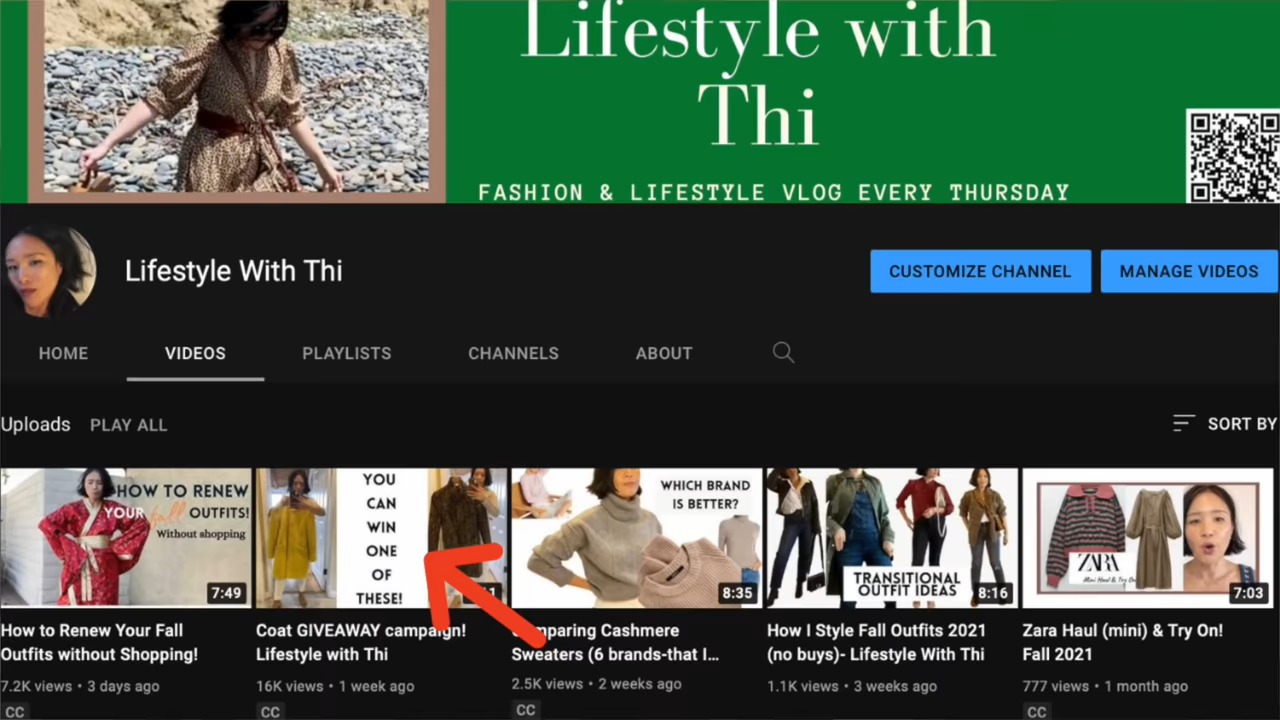 Lifestyle with
Thi
FASHION & LIFESTYLE VLOG EVERY THURSDAY
Lifestyle With Thi
CUSTOMIZE CHANNEL
MANAGE VIDEOS
HOME
VIDEOS
PLAYLISTS
CHANNELS
ABOUT
Uploads
PLAY ALL
SORT BY
HOW TO RENEW
YOUR fall OUTFITS!
Without shopping
7:49
How to Renew Your Fall
Outfits without Shopping!
7.2K views • 3 days ago
CC
YOU
CAN
WIN
ONE
OF
THESE!
Coat GIVEAWAY campaign!
Lifestyle with Thi
16K views • 1 week ago
CC
WHICH BRAND
IS BETTER?
8:35
Comparing Cashmere
Sweaters (6 brands-that I...
2.5K views • 2 weeks ago
CC
TRANSITIONAL
OUTFIT IDEAS
8:16
How I Style Fall Outfits 2021
(no buys)- Lifestyle With Thi
1.1K views • 3 weeks ago
ZARA
Mini Haul & Try On
7:03
Zara Haul (mini) & Try On!
Fall 2021
777 views • 1 month ago
CC